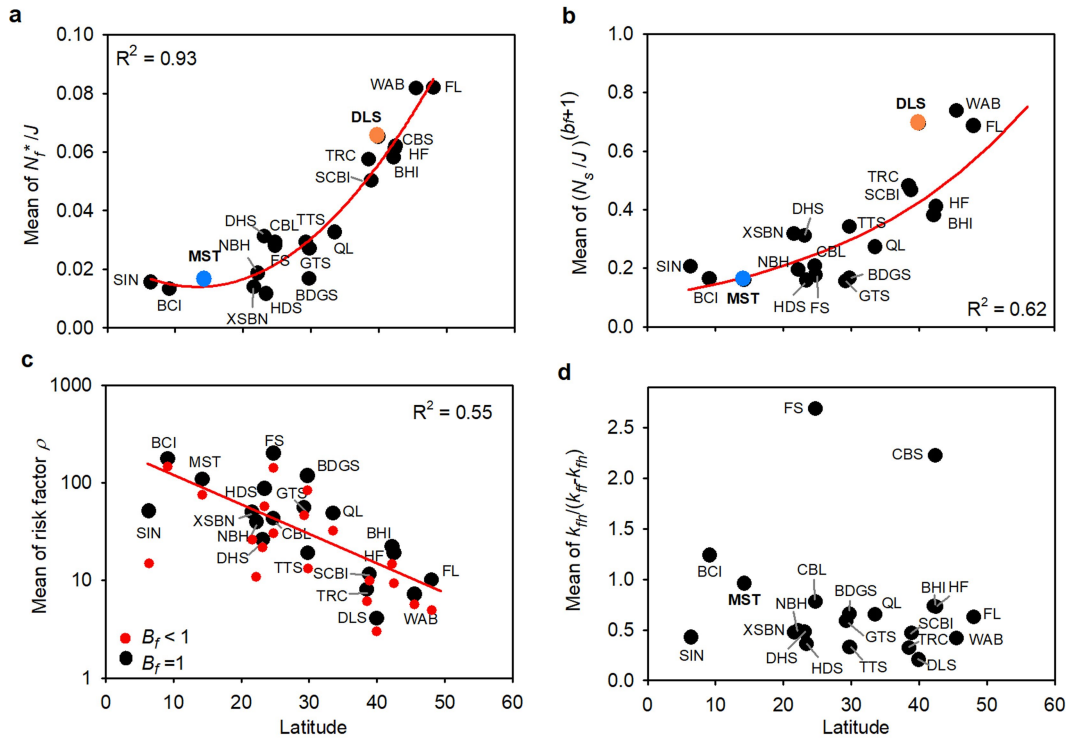 a
Mean of N_f*/J
0.10
0.08
0.06
0.04
0.02
0.00
0 10 20 30 40 50 60
R² = 0.93
WAB FL
DLS
TRC
CBS
HF
BHI
SCBI
DHS
CBL
TTS
NBH
FS
GTS
QL
MST
SIN
BCI
XSBN
HDS
BDGS
b
Mean of (N_s/J)^(bf+1)
1.0
0.8
0.6
0.4
0.2
0.0
0 10 20 30 40 50 60
DLS
WAB
FL
TRC
SCBI
HF
BHI
DHS
TTS
XSBN
QL
NBH
CBL
SIN
BCI
MST
HDS
FS
BDGS
GTS
R² = 0.62
c
Mean of risk factor ρ
1000
100
10
1
0 10 20 30 40 50 60
Latitude
R² = 0.55
BCI
MST
FS
BDGS
HDS
GTS
QL
SIN
XSBN
NBH
CBL
DHS
TTS
BHI
HF
SCBI
TRC
FL
DLS
WAB
B_f < 1
B_f =1
d
Mean of k_fh/(k_ff-k_fh)
2.5
2.0
1.5
1.0
0.5
0.0
0 10 20 30 40 50 60
Latitude
FS
CBS
BCI
MST
CBL
BDGS
QL
BHI HF
NBH
XSBN
SCBI
FL
SIN
DHS
HDS
GTS
TTS
TRC
WAB
DLS